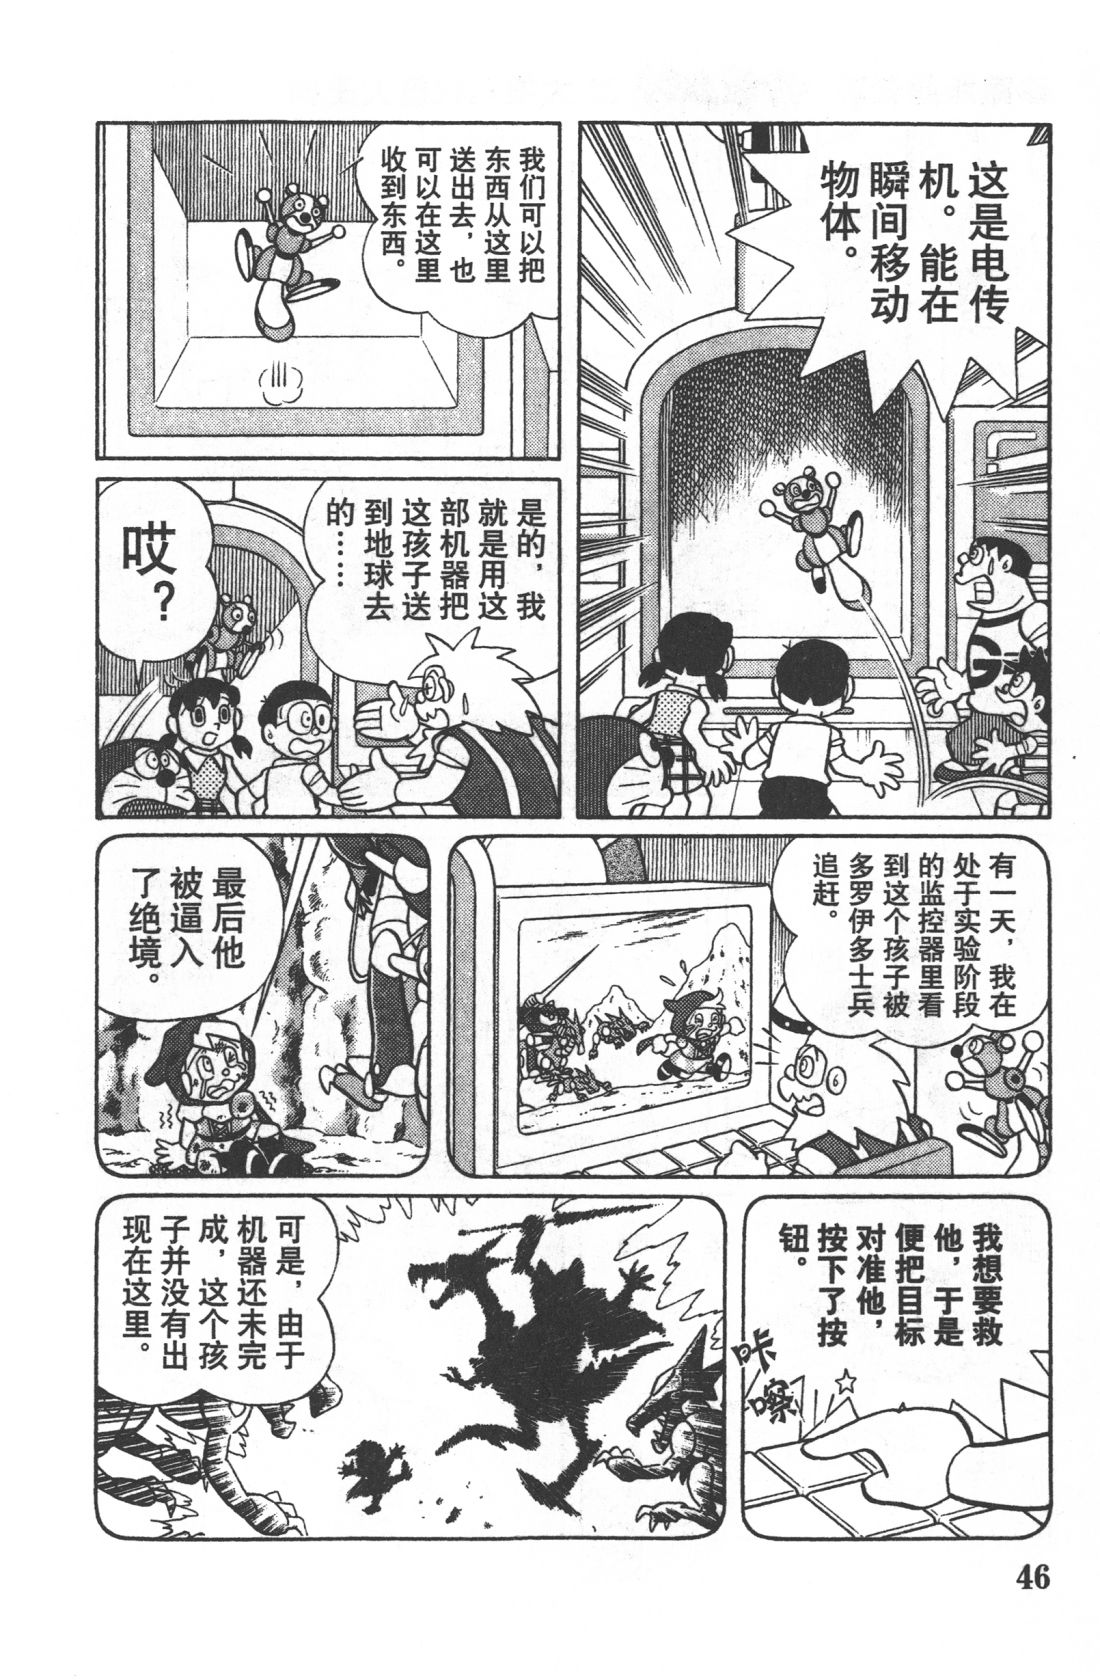 这是电传
机。能在
瞬间移动
物体。
我们可以把
东西从这里
送出去，也
可以在这里
收到东西。
是的，我
就是用这
部机器把
这孩子送
到地球去
的……
哎？
有一天，我在
处于实验阶段
的监控器里看
到这个孩子被
多罗伊多士兵
追赶。
最后他
被逼入
了绝境。
我想要救
他，于是
便把目标
对准他，
按下了按
钮。
咔
嚓
可是，由于
机器还未完
成，这个孩
子并没有出
现在这里。
46